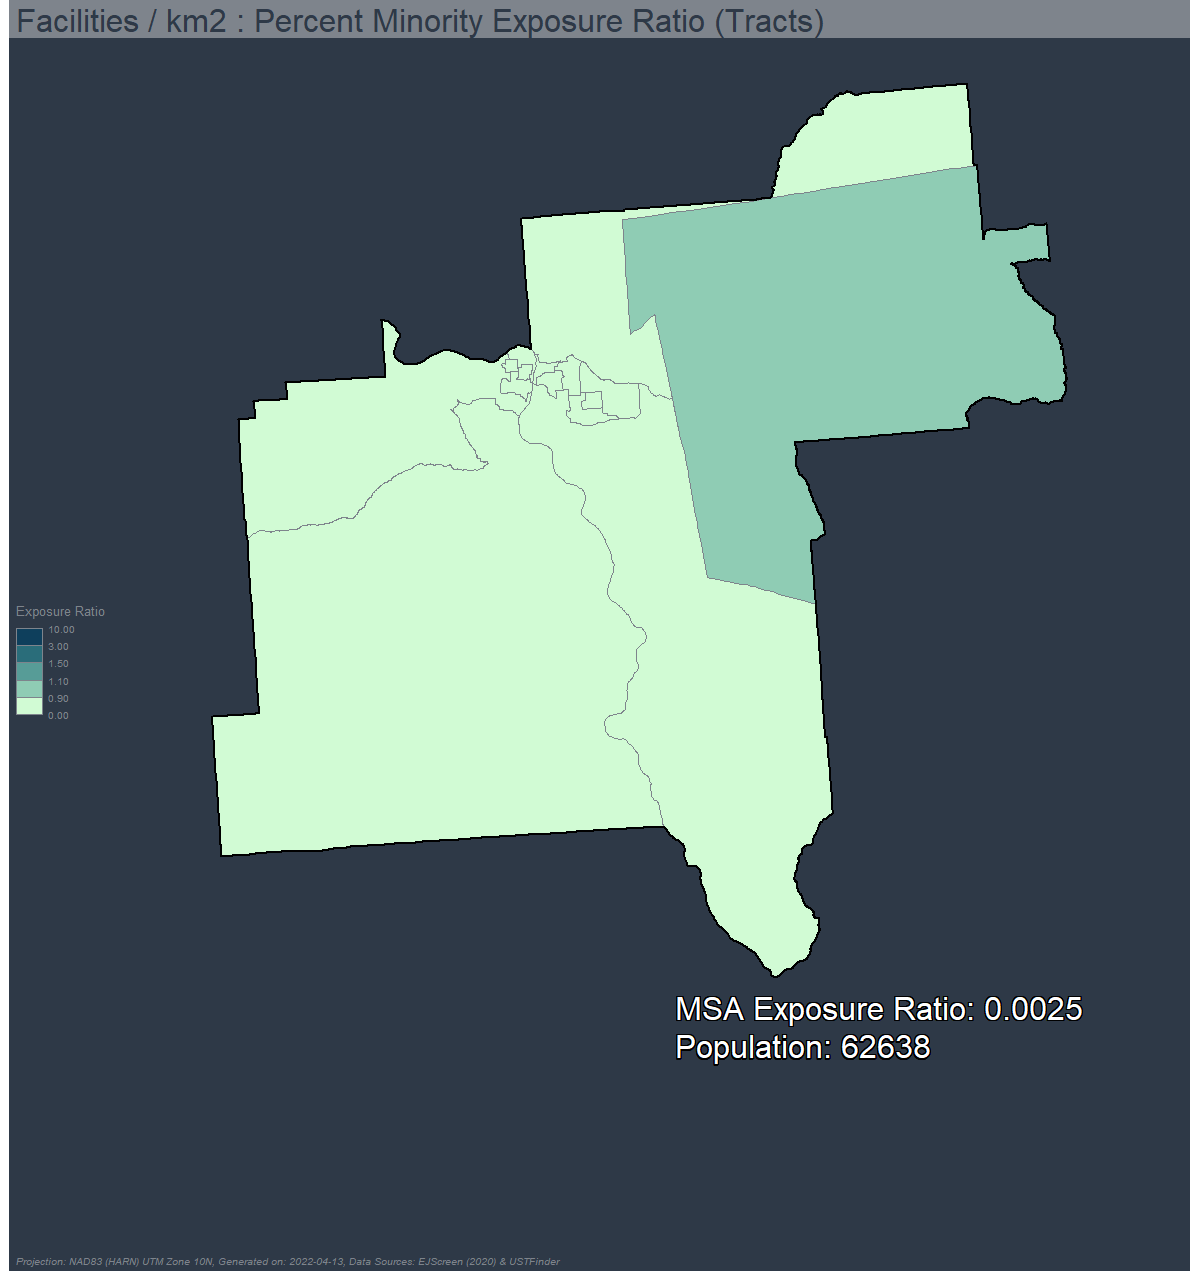 Facilities / km2 : Percent Minority Exposure Ratio (Tracts)
Exposure Ratio
10.00
3.00
1.50
1.10
0.90
0.00
MSA Exposure Ratio: 0.0025
Population: 62638
Projection: NAD83 (HARN) UTM Zone 10N, Generated on: 2022-04-13, Data Sources: EJScreen (2020) & USTFinder